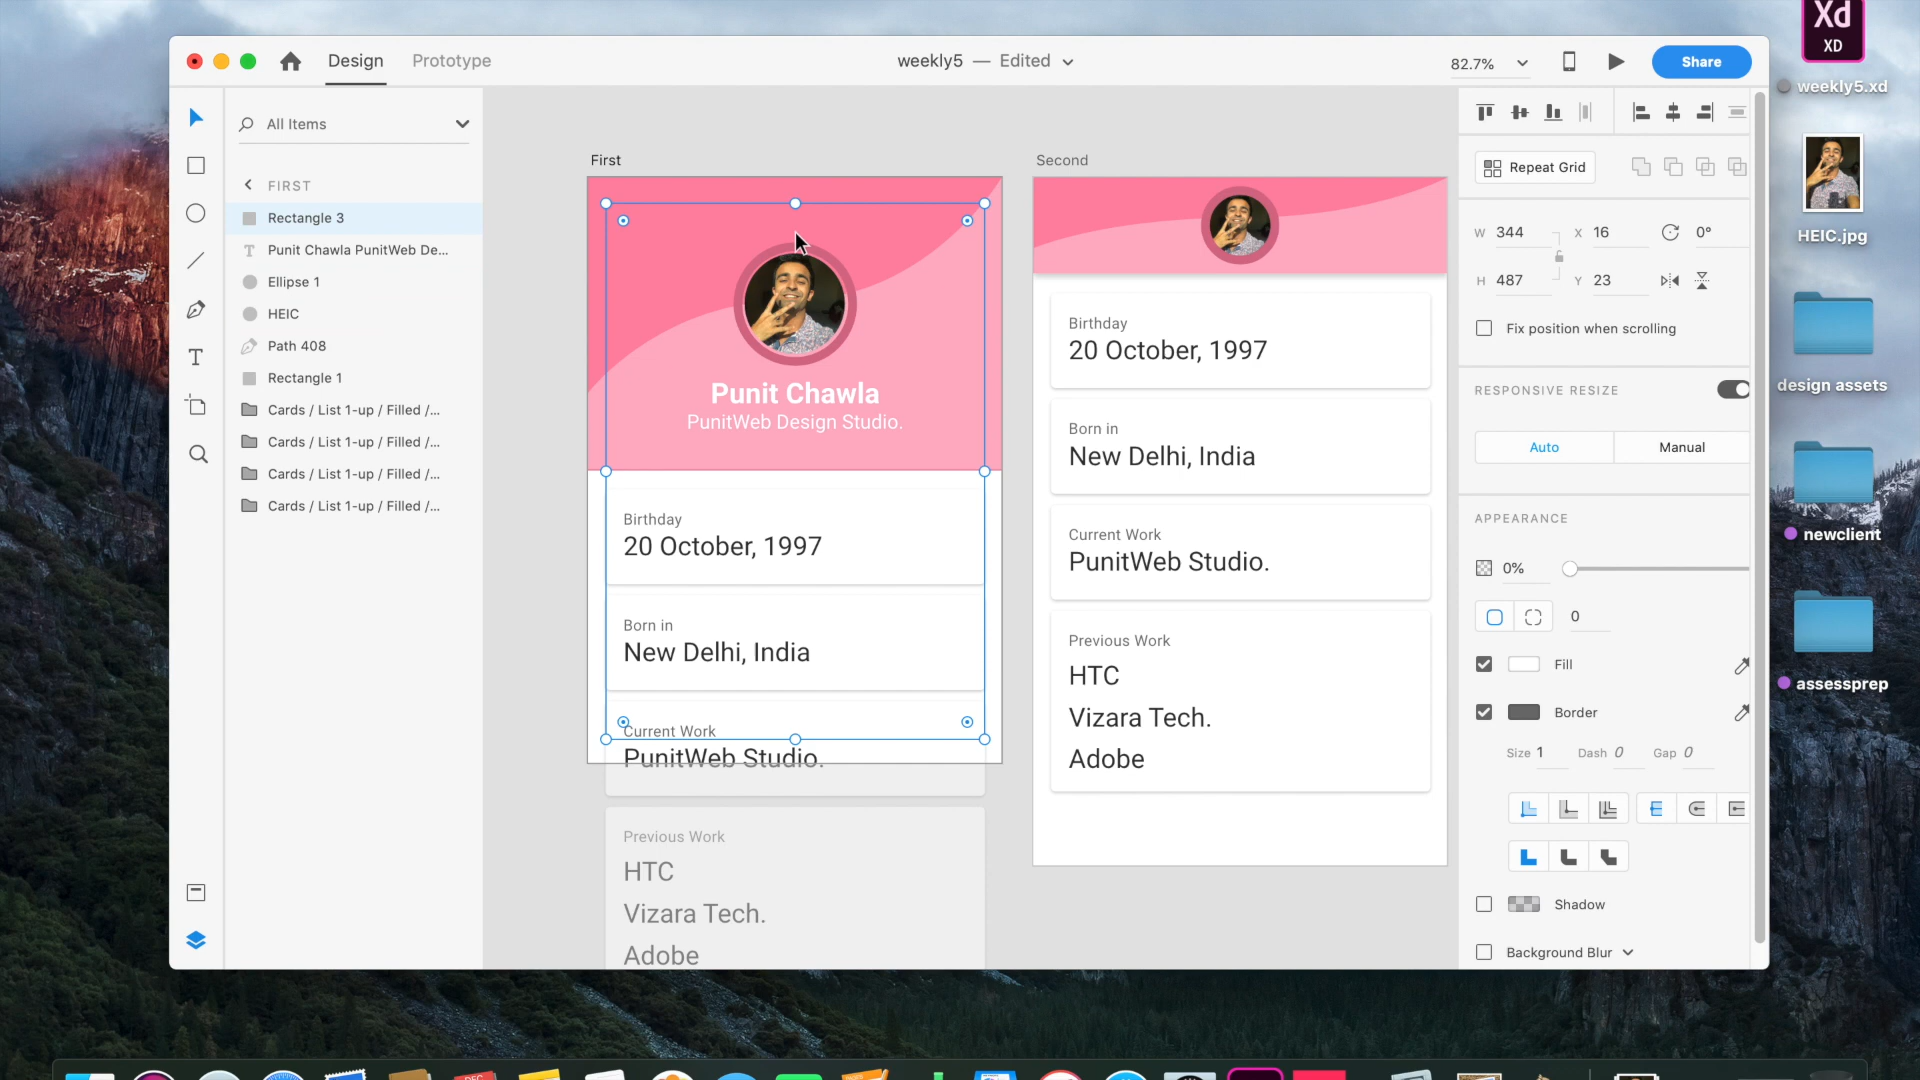 Design
Prototype
weekly5 — Edited
82.7%
Share
Xd
XD
weekly5.xd
HEIC.jpg
design assets
newclient
assessprep
All Items
FIRST
Rectangle 3
Punit Chawla PunitWeb De...
Ellipse 1
HEIC
Path 408
Rectangle 1
Cards / List 1-up / Filled /...
Cards / List 1-up / Filled /...
Cards / List 1-up / Filled /...
Cards / List 1-up / Filled /...
First
Punit Chawla
PunitWeb Design Studio.
Birthday
20 October, 1997
Born in
New Delhi, India
Current Work
PunitWeb Studio.
Previous Work
HTC
Vizara Tech.
Adobe
Second
Birthday
20 October, 1997
Born in
New Delhi, India
Current Work
PunitWeb Studio.
Previous Work
HTC
Vizara Tech.
Adobe
Repeat Grid
W 344 X 16 0°
H 487 Y 23
Fix position when scrolling
RESPONSIVE RESIZE
Auto Manual
APPEARANCE
0%
0
Fill
Border
Size 1 Dash 0 Gap 0
Shadow
Background Blur
DEC